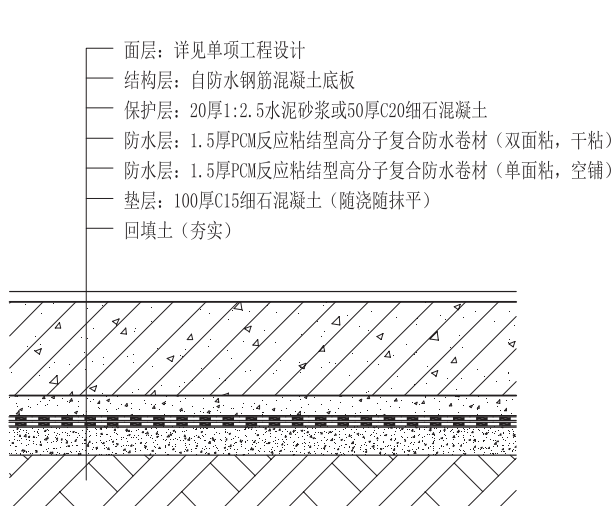 面层：详见单项工程设计
结构层：自防水钢筋混凝土底板
保护层：20厚1:2.5水泥砂浆或50厚C20细石混凝土
防水层：1.5厚PCM反应粘结型高分子复合防水卷材（双面粘，干粘）
防水层：1.5厚PCM反应粘结型高分子复合防水卷材（单面粘，空铺）
垫层：100厚C15细石混凝土（随浇随抹平）
回填土（夯实）